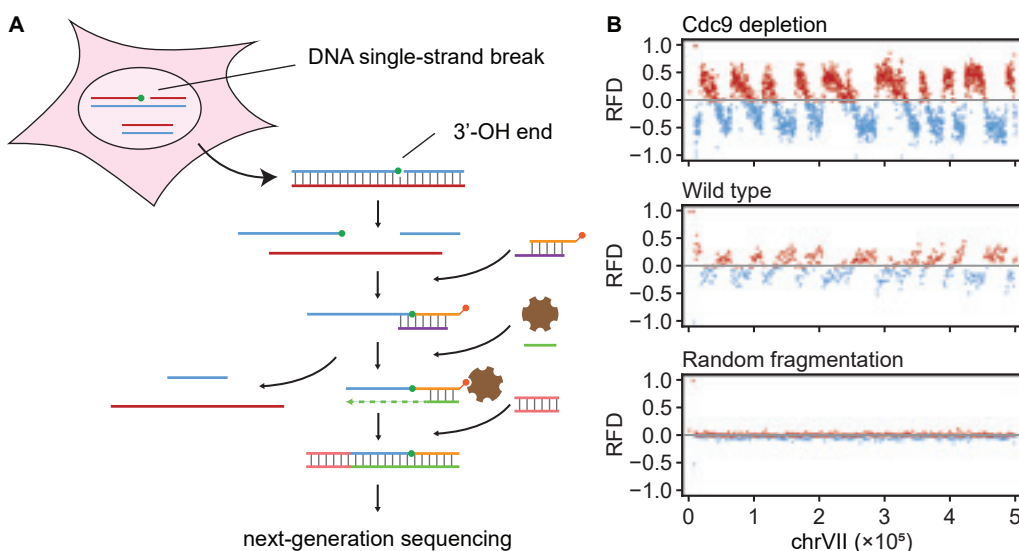 A
DNA single-strand break
3'-OH end
next-generation sequencing
B
Cdc9 depletion
RFD
1.0
0.5
0.0
−0.5
−1.0
Wild type
RFD
1.0
0.5
0.0
−0.5
−1.0
Random fragmentation
RFD
1.0
0.5
0.0
−0.5
−1.0
0 1 2 3 4 5
chrVII (×10⁵)